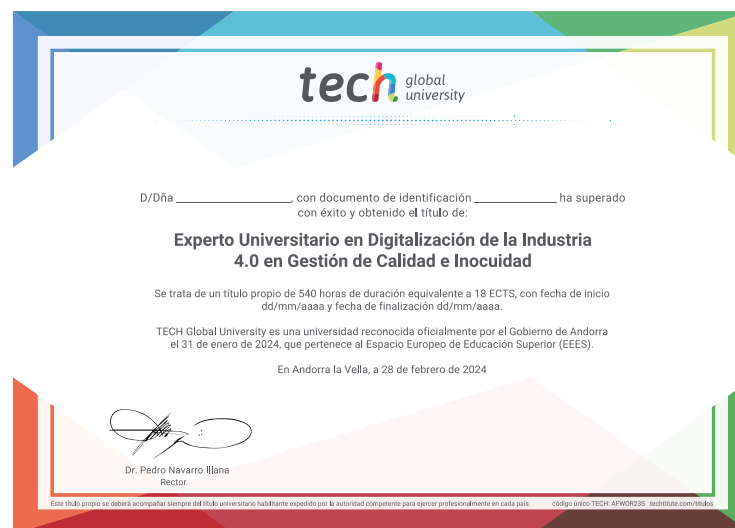 tech global university
D/Dña ____________________, con documento de identificación ______________ ha superado
con éxito y obtenido el título de:
Experto Universitario en Digitalización de la Industria
4.0 en Gestión de Calidad e Inocuidad
Se trata de un título propio de 540 horas de duración equivalente a 18 ECTS, con fecha de inicio
dd/mm/aaaa y fecha de finalización dd/mm/aaaa.
TECH Global University es una universidad reconocida oficialmente por el Gobierno de Andorra
el 31 de enero de 2024, que pertenece al Espacio Europeo de Educación Superior (EEES).
En Andorra la Vella, a 28 de febrero de 2024
Dr. Pedro Navarro Illana
Rector
Este título propio se deberá acompañar siempre del título universitario habilitante expedido por la autoridad competente para ejercer profesionalmente en cada país. código único TECH: AFWOR23S techtitute.com/titulos